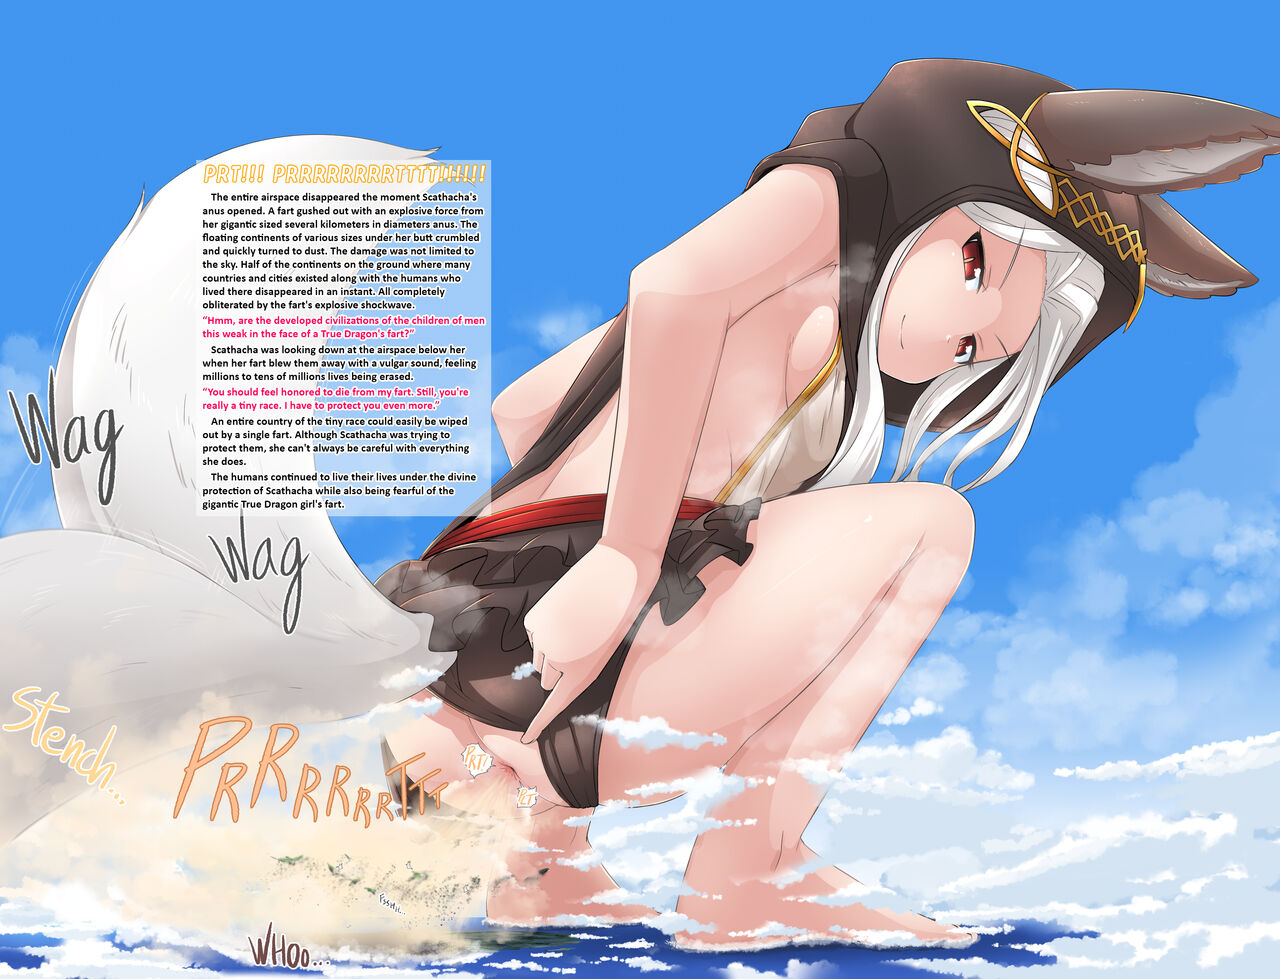 PRT!!! PRRRRRRRRTTTT!!!!!!
The entire airspace disappeared the moment Scathacha's
anus opened. A fart gushed out with an explosive force from
her gigantic sized several kilometers in diameters anus. The
floating continents of various sizes under her butt crumbled
and quickly turned to dust. The damage was not limited to
the sky. Half of the continents on the ground where many
countries and cities existed along with the humans who
lived there disappeared in an instant. All completely
obliterated by the fart's explosive shockwave.
"Hmm, are the developed civilizations of the children of men
this weak in the face of a True Dragon's fart?"
Scathacha was looking down at the airspace below her
when her fart blew them away with a vulgar sound, feeling
millions to tens of millions lives being erased.
"You should feel honored to die from my fart. Still, you're
really a tiny race. I have to protect you even more."
An entire country of the tiny race could easily be wiped
out by a single fart. Although Scathacha was trying to
protect them, she can't always be careful with everything
she does.
The humans continued to live their lives under the divine
protection of Scathacha while also being fearful of the
gigantic True Dragon girl's fart.
Wag
Wag
Stench...
PRRRRRRTTT
PRT!
PLT
WHOO...